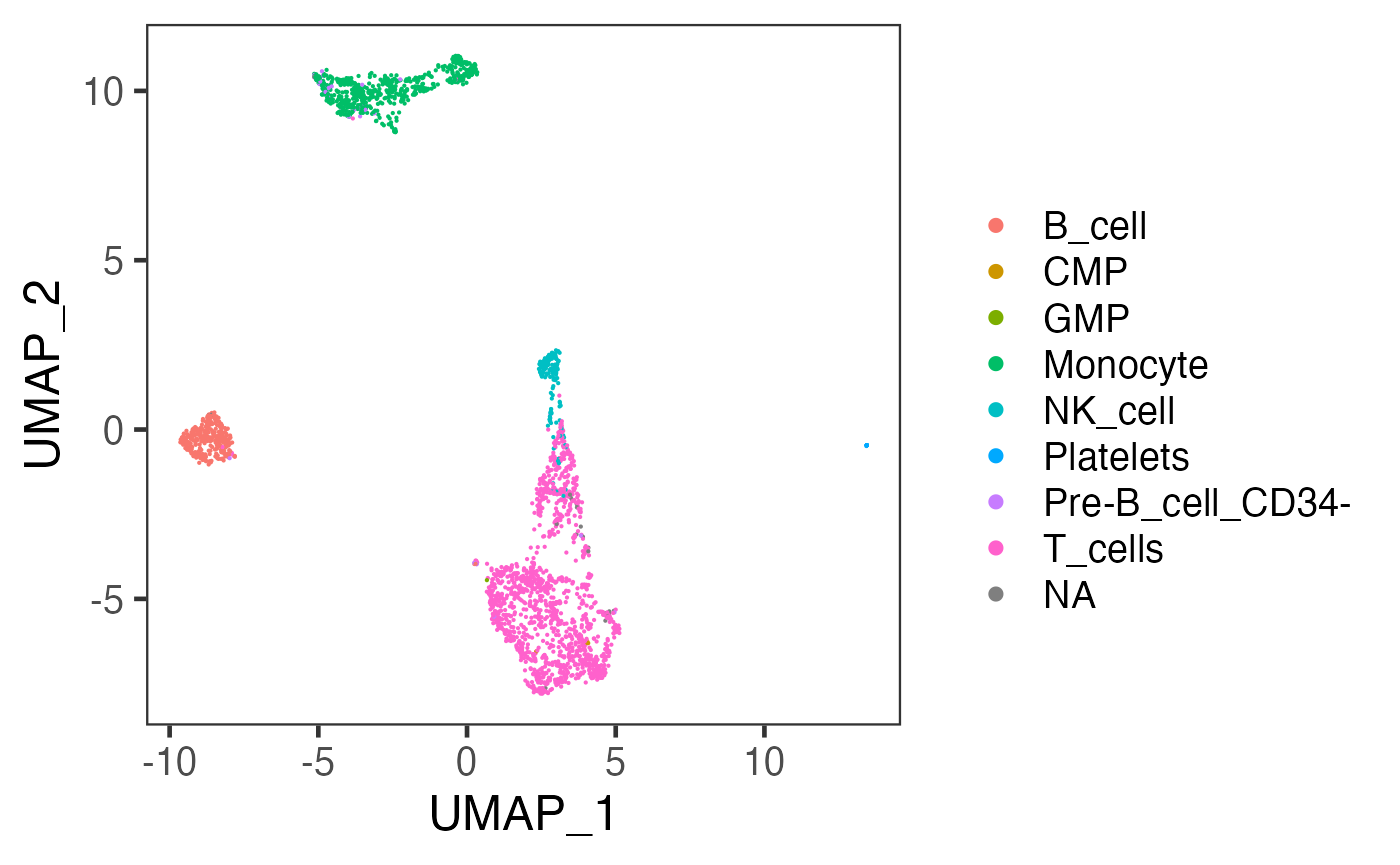 10
5
0
-5
UMAP_2
-10
-5
0
5
10
UMAP_1
B_cell
CMP
GMP
Monocyte
NK_cell
Platelets
Pre-B_cell_CD34-
T_cells
NA